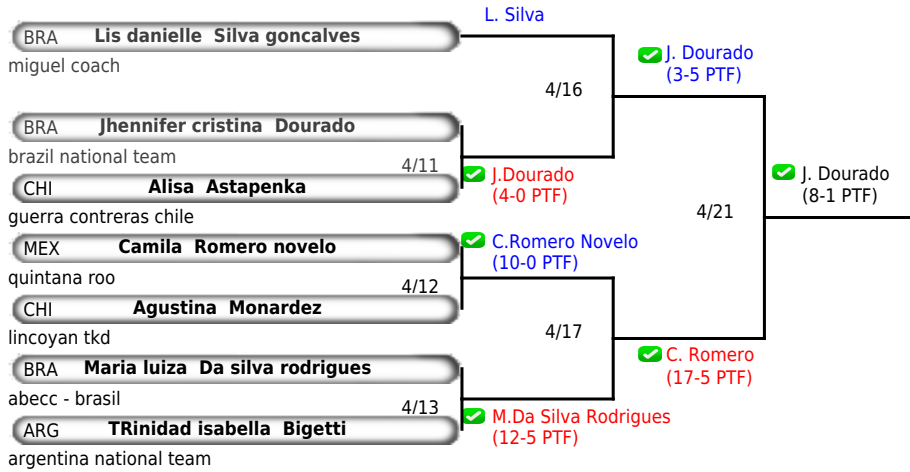 L. Silva
BRA Lis danielle Silva goncalves
miguel coach
J. Dourado
(3-5 PTF)
4/16
BRA Jhennifer cristina Dourado
brazil national team
4/11
CHI Alisa Astapenka
J.Dourado
(4-0 PTF)
guerra contreras chile
J. Dourado
(8-1 PTF)
4/21
MEX Camila Romero novelo
C.Romero Novelo
(10-0 PTF)
quintana roo
4/12
CHI Agustina Monardez
lincoyan tkd
4/17
C. Romero
(17-5 PTF)
BRA Maria luiza Da silva rodrigues
abecc - brasil
4/13
ARG TRinidad isabella Bigetti
M.Da Silva Rodrigues
(12-5 PTF)
argentina national team